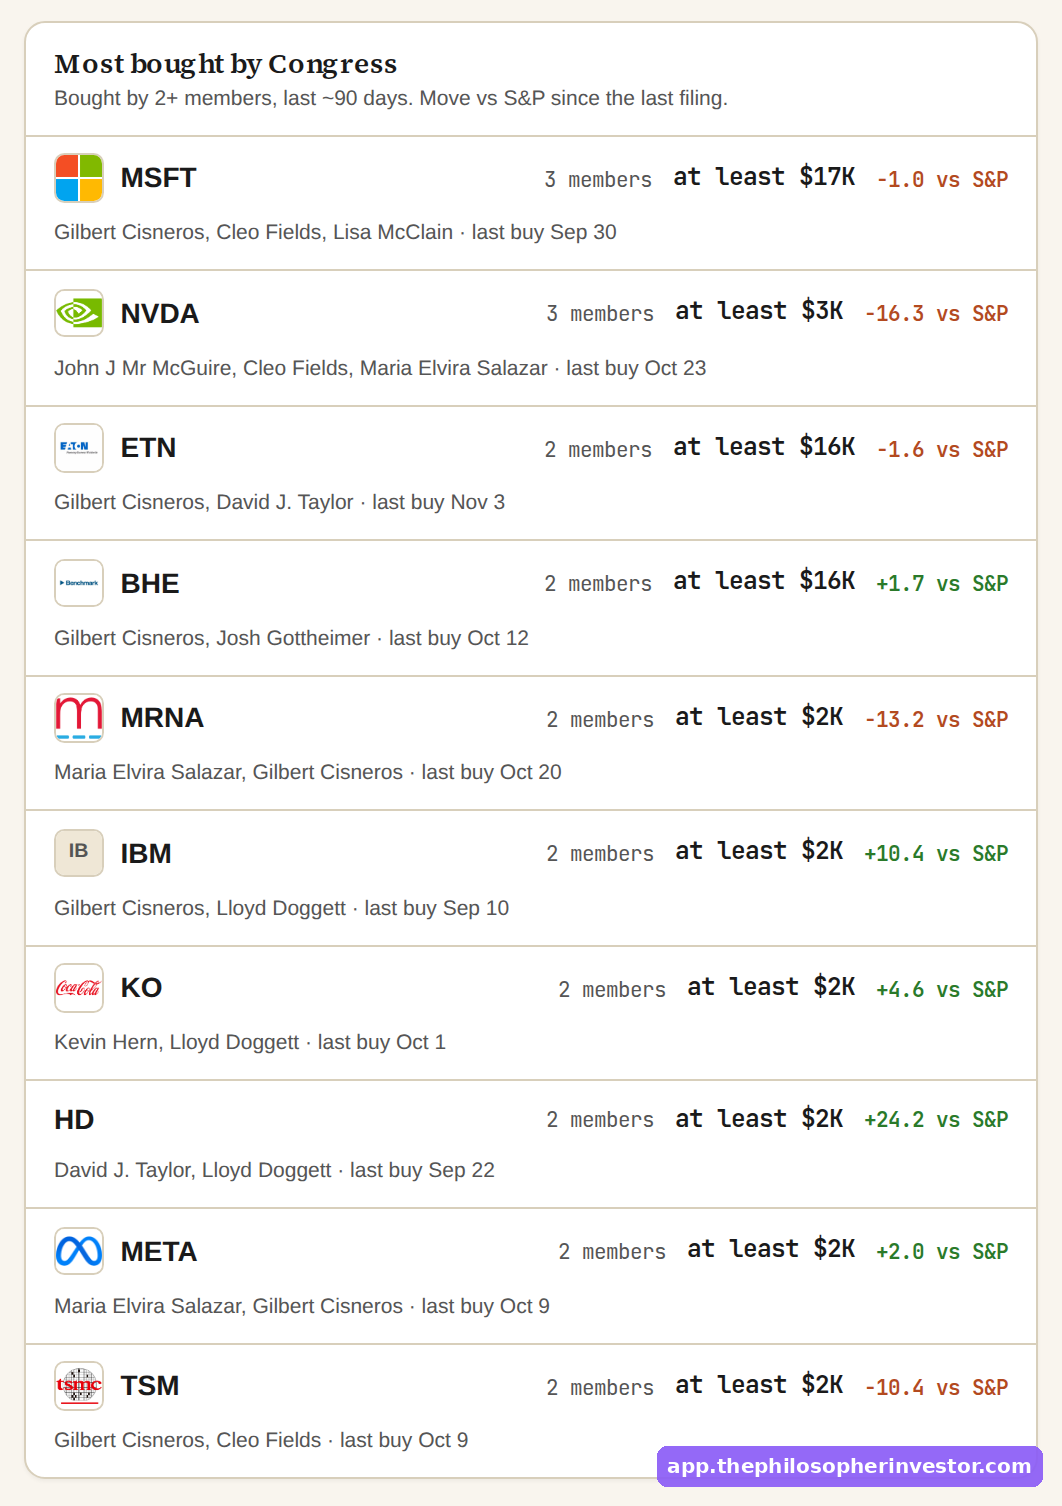 Most bought by Congress
Bought by 2+ members, last ~90 days. Move vs S&P since the last filing.
MSFT 3 members at least $17K -1.0 vs S&P
Gilbert Cisneros, Cleo Fields, Lisa McClain · last buy Sep 30
NVDA 3 members at least $3K -16.3 vs S&P
John J Mr McGuire, Cleo Fields, Maria Elvira Salazar · last buy Oct 23
EATON
ETN 2 members at least $16K -1.6 vs S&P
Gilbert Cisneros, David J. Taylor · last buy Nov 3
Benchmark
BHE 2 members at least $16K +1.7 vs S&P
Gilbert Cisneros, Josh Gottheimer · last buy Oct 12
m
MRNA 2 members at least $2K -13.2 vs S&P
Maria Elvira Salazar, Gilbert Cisneros · last buy Oct 20
IB
IBM 2 members at least $2K +10.4 vs S&P
Gilbert Cisneros, Lloyd Doggett · last buy Sep 10
Coca-Cola
KO 2 members at least $2K +4.6 vs S&P
Kevin Hern, Lloyd Doggett · last buy Oct 1
HD 2 members at least $2K +24.2 vs S&P
David J. Taylor, Lloyd Doggett · last buy Sep 22
META 2 members at least $2K +2.0 vs S&P
Maria Elvira Salazar, Gilbert Cisneros · last buy Oct 9
tsmc
TSM 2 members at least $2K -10.4 vs S&P
Gilbert Cisneros, Cleo Fields · last buy Oct 9
app.thephilosopherinvestor.com